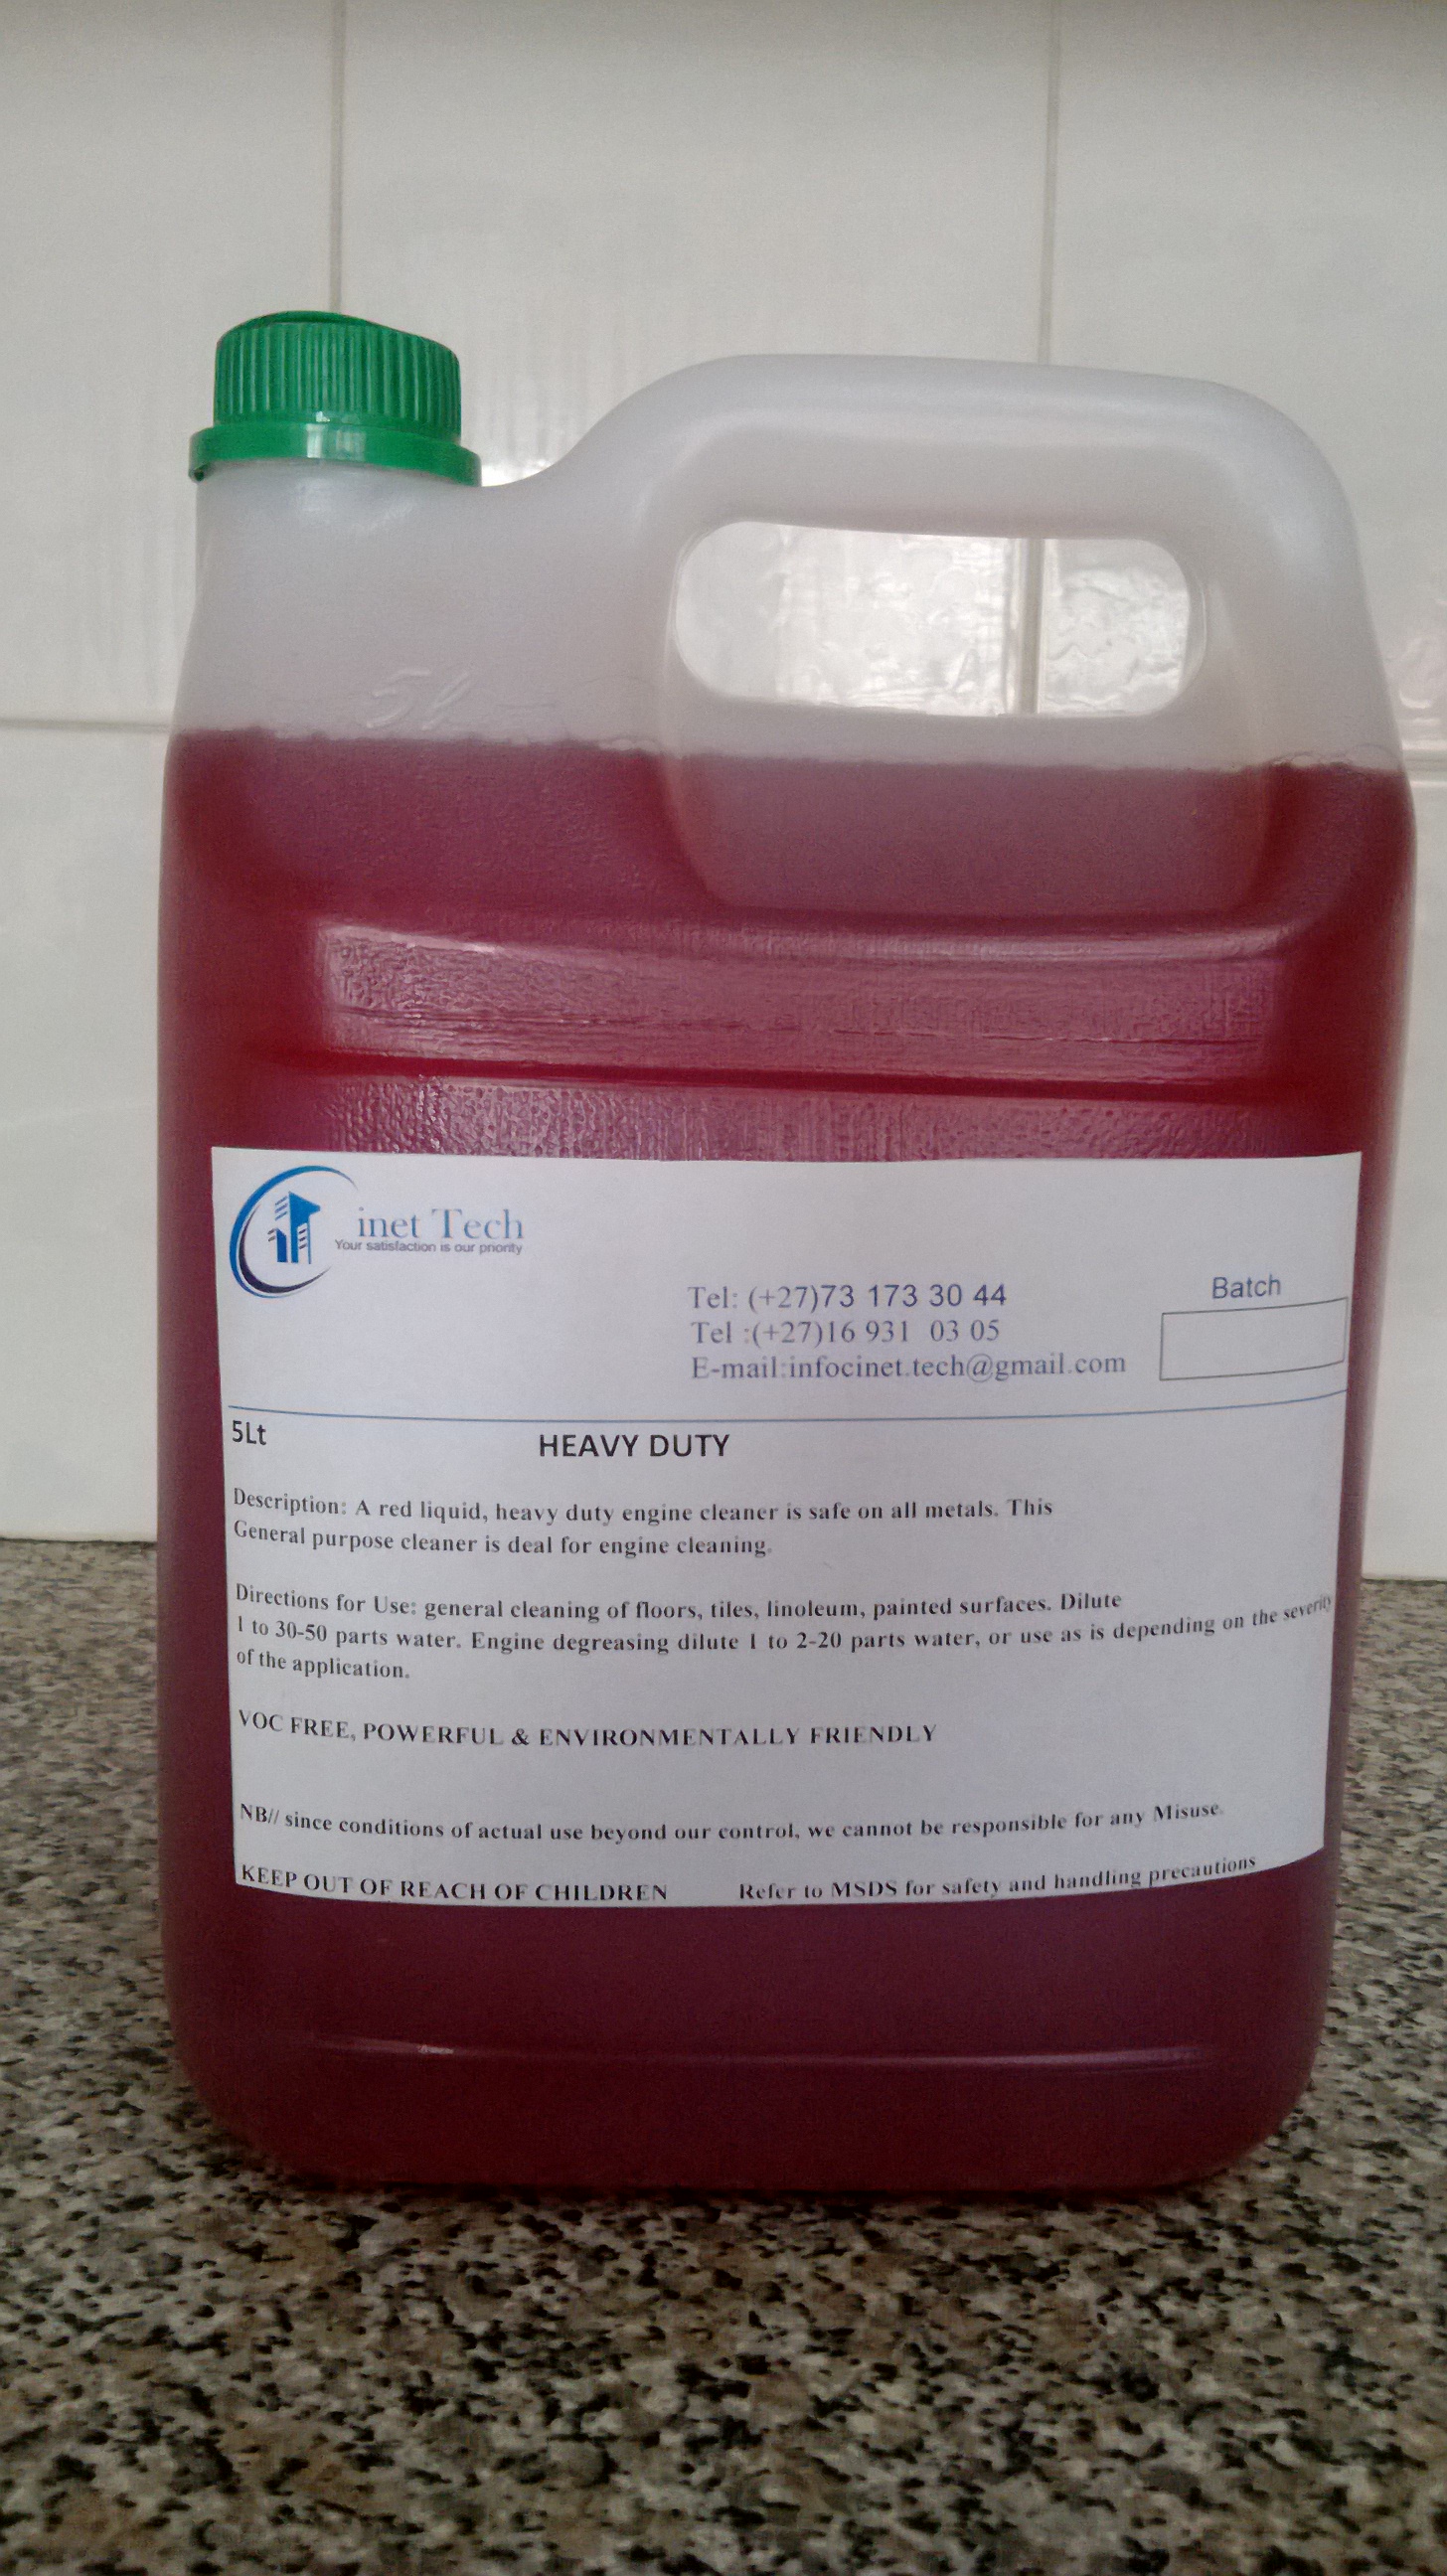 5l
inet Tech
Your satisfaction is our priority
Tel: (+27)73 173 30 44
Tel :(+27)16 931 03 05
E-mail:infocinet.tech@gmail.com
Batch
5Lt
HEAVY DUTY
Description: A red liquid, heavy duty engine cleaner is safe on all metals. This
General purpose cleaner is deal for engine cleaning.
Directions for Use: general cleaning of floors, tiles, linoleum, painted surfaces. Dilute
1 to 30-50 parts water. Engine degreasing dilute 1 to 2-20 parts water, or use as is depending on the severity
of the application.
VOC FREE, POWERFUL & ENVIRONMENTALLY FRIENDLY
NB// since conditions of actual use beyond our control, we cannot be responsible for any Misuse.
KEEP OUT OF REACH OF CHILDREN Refer to MSDS for safety and handling precautions